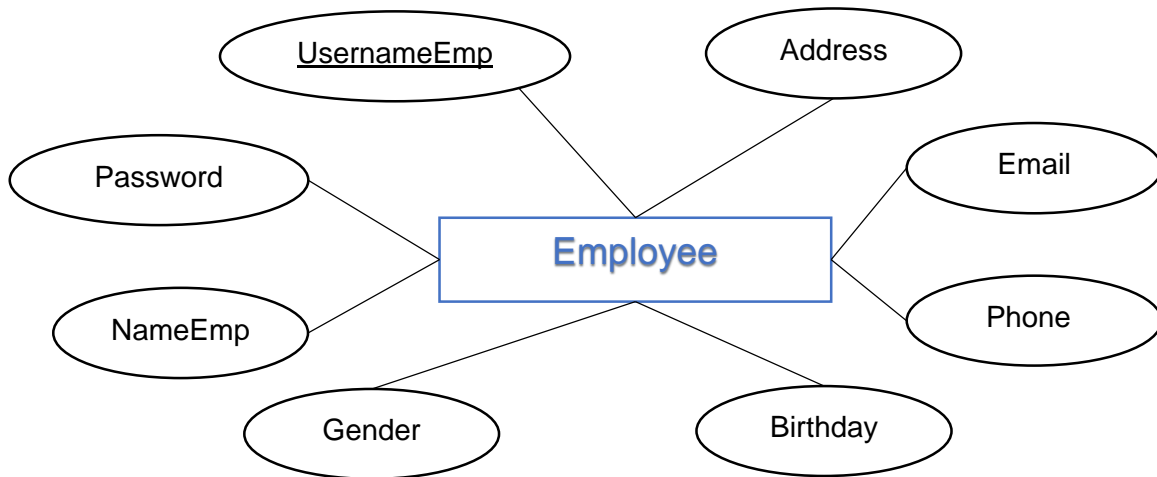 UsernameEmp
Address
Password
Email
Employee
NameEmp
Phone
Gender
Birthday